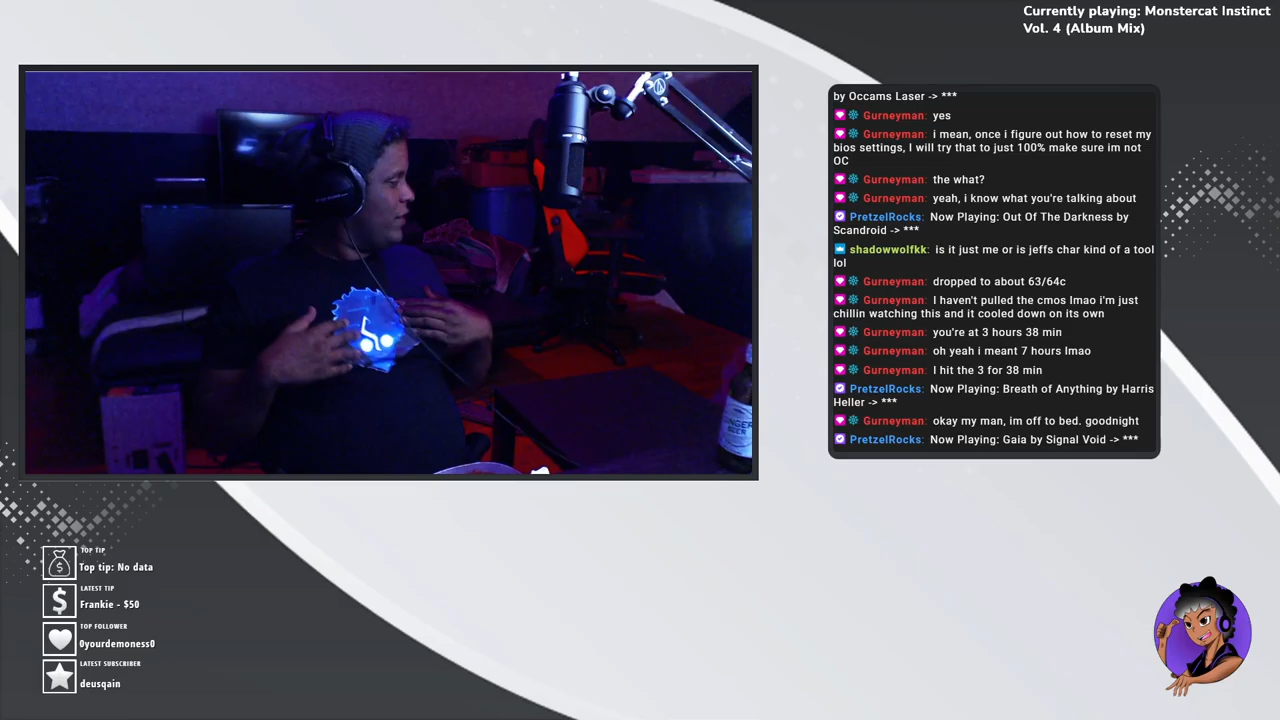 Currently playing: Monstercat Instinct
Vol. 4 (Album Mix)
by Occams Laser -> ***
Gurneyman: yes
Gurneyman: i mean, once i figure out how to reset my
bios settings, I will try that to just 100% make sure im not
OC
Gurneyman: the what?
Gurneyman: yeah, i know what you're talking about
PretzelRocks: Now Playing: Out Of The Darkness by
Scandroid -> ***
shadowwolfkk: is it just me or is jeffs char kind of a tool
lol
Gurneyman: dropped to about 63/64c
Gurneyman: I haven't pulled the cmos lmao i'm just
chillin watching this and it cooled down on its own
Gurneyman: you're at 3 hours 38 min
Gurneyman: oh yeah i meant 7 hours lmao
Gurneyman: I hit the 3 for 38 min
PretzelRocks: Now Playing: Breath of Anything by Harris
Heller -> ***
Gurneyman: okay my man, im off to bed. goodnight
PretzelRocks: Now Playing: Gaia by Signal Void -> ***
BEER
TOP TIP
Top tip: No data
LATEST TIP
Frankie - $50
TOP FOLLOWER
0yourdemoness0
LATEST SUBSCRIBER
deusqain